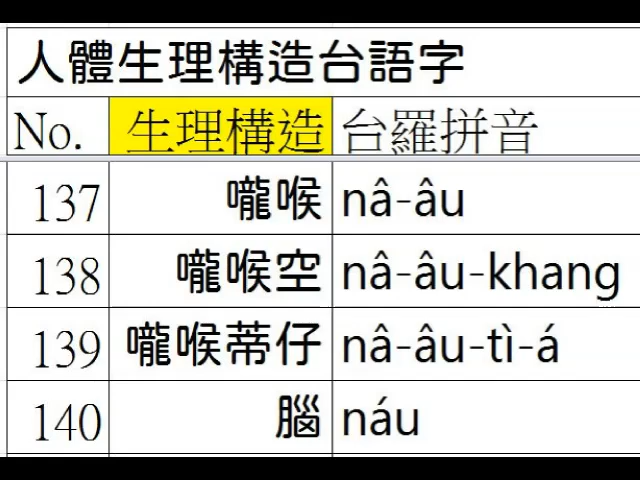 人體生理構造台語字
No. 生理構造 台羅拼音
137 嚨喉 nâ-âu
138 嚨喉空 nâ-âu-khang
139 嚨喉蒂仔 nâ-âu-tì-á
140 腦 náu